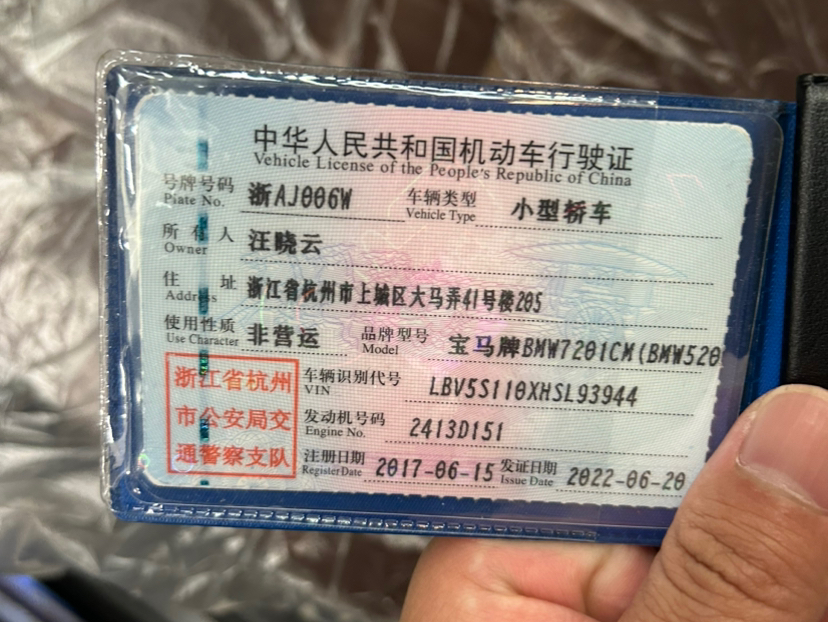 中华人民共和国机动车行驶证
Vehicle License of the People's Republic of China
号牌号码 浙AJ006W 车辆类型 小型轿车
Plate No. Vehicle Type
所有人 汪晓云
Owner
住址 浙江省杭州市上城区大马弄41号楼205
Address
使用性质 非营运 品牌型号 宝马牌BMW7201CM(BMW520
Use Character Model
浙江省杭州
市公安局交
通警察支队
车辆识别代号 LBV5S110XHSL93944
VIN
发动机号码 2413D151
Engine No.
注册日期 2017-06-15 发证日期 2022-06-20
Register Date Issue Date